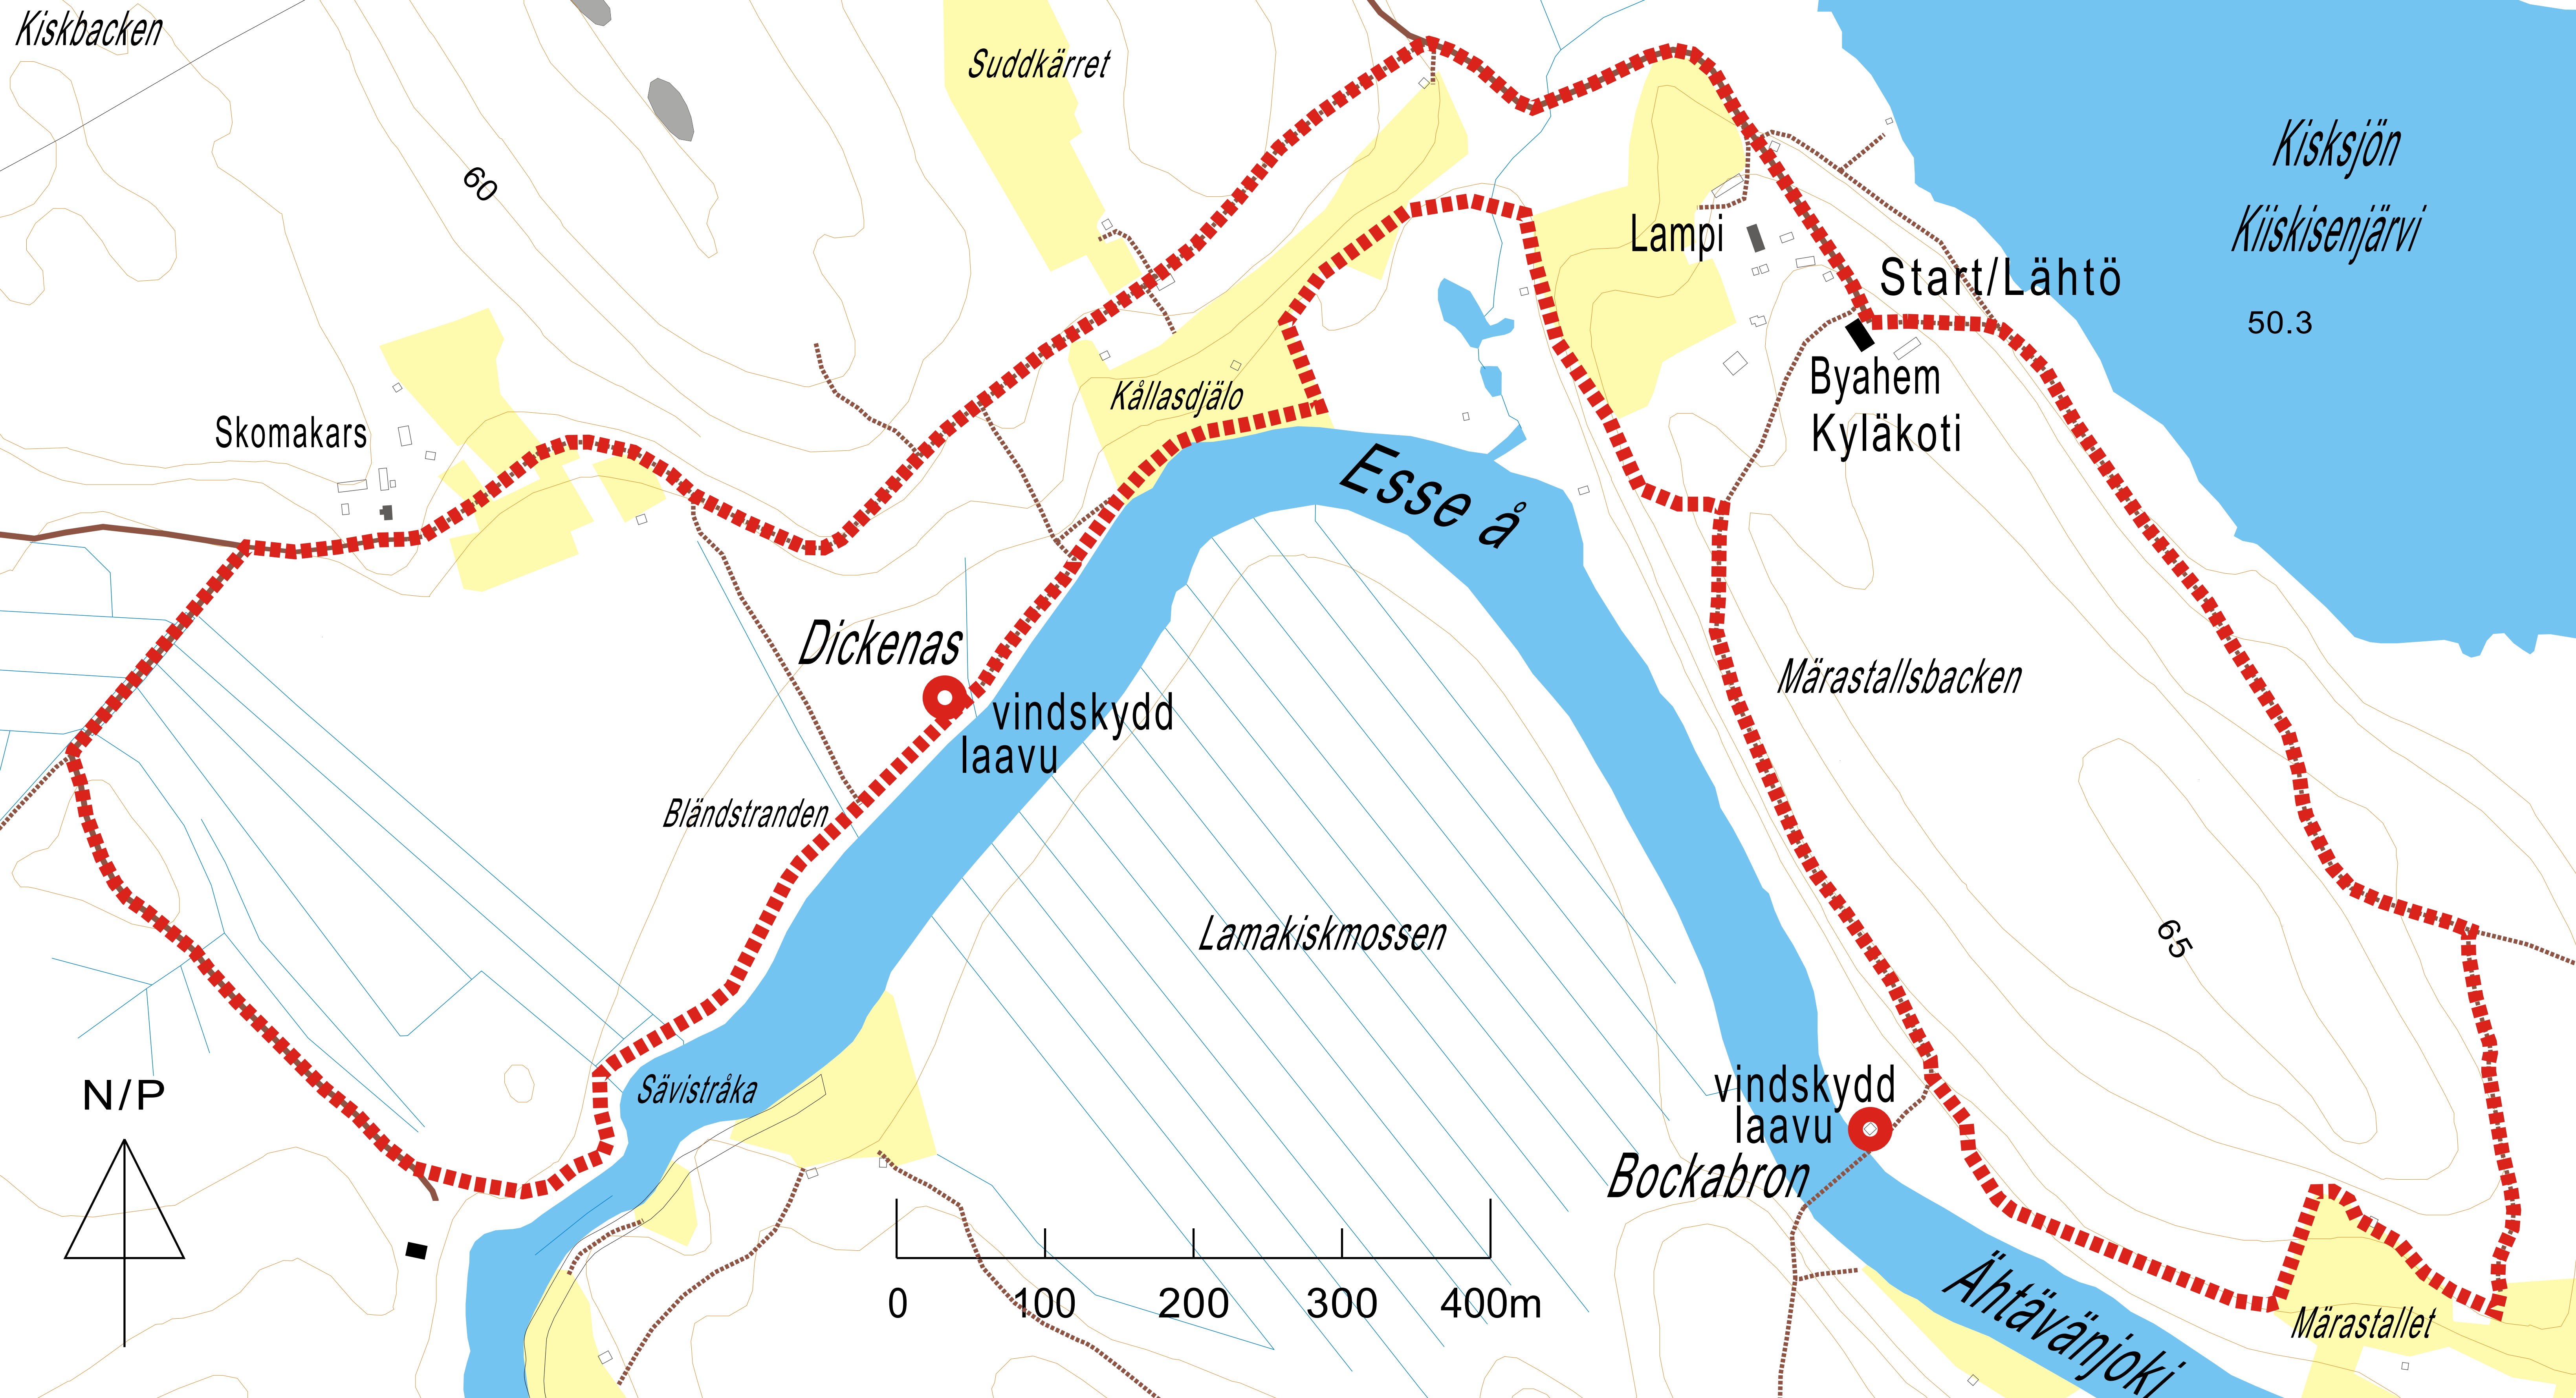 Kiskbacken
Suddkärret
60
Kisksjön
Kiiskisenjärvi
50.3
Lampi
Start/Lähtö
Byahem
Kyläkoti
Kållasdjälo
Skomakars
Esse å
Dickenas
vindskydd
laavu
Märastallsbacken
Bländstranden
Lamakiskmossen
65
Sävistråka
N/P
vindskydd
laavu
Bockabron
0 100 200 300 400m
Ähtävänjoki
Märastallet